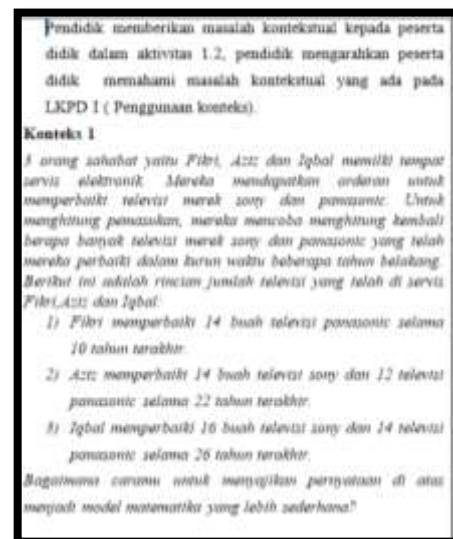 Pendidik memberikan masalah kontekstual kepada peserta
didik dalam aktivitas 1.2, pendidik mengarahkan peserta
didik memahami masalah kontekstual yang ada pada
LKPD 1 ( Penggunaan konteks).
Konteks 1
3 orang sahabat yaitu Fikri, Aziz dan Iqbal memilki tempat
servis elektronik. Mereka mendapatkan orderan untuk
memperbaiki televisi merek sony dan panasonic. Untuk
menghitung pemasukan, mereka mencoba menghitung kembali
berapa banyak televisi merek sony dan panasonic yang telah
mereka perbaiki dalam kurun waktu beberapa tahun belakang.
Berikut ini adalah rincian jumlah televisi yang telah di servis
Fikri,Aziz dan Iqbal:
1) Fikri memperbaiki 14 buah televisi panasonic selama
10 tahun terakhir.
2) Aziz memperbaiki 14 buah televisi sony dan 12 televisi
panasonic selama 22 tahun terakhir.
3) Iqbal memperbaiki 16 buah televisi sony dan 14 televisi
panasonic selama 26 tahun terakhir.
Bagaimana caramu untuk menyajikan pernyataan di atas
menjadi model matematika yang lebih sederhana?